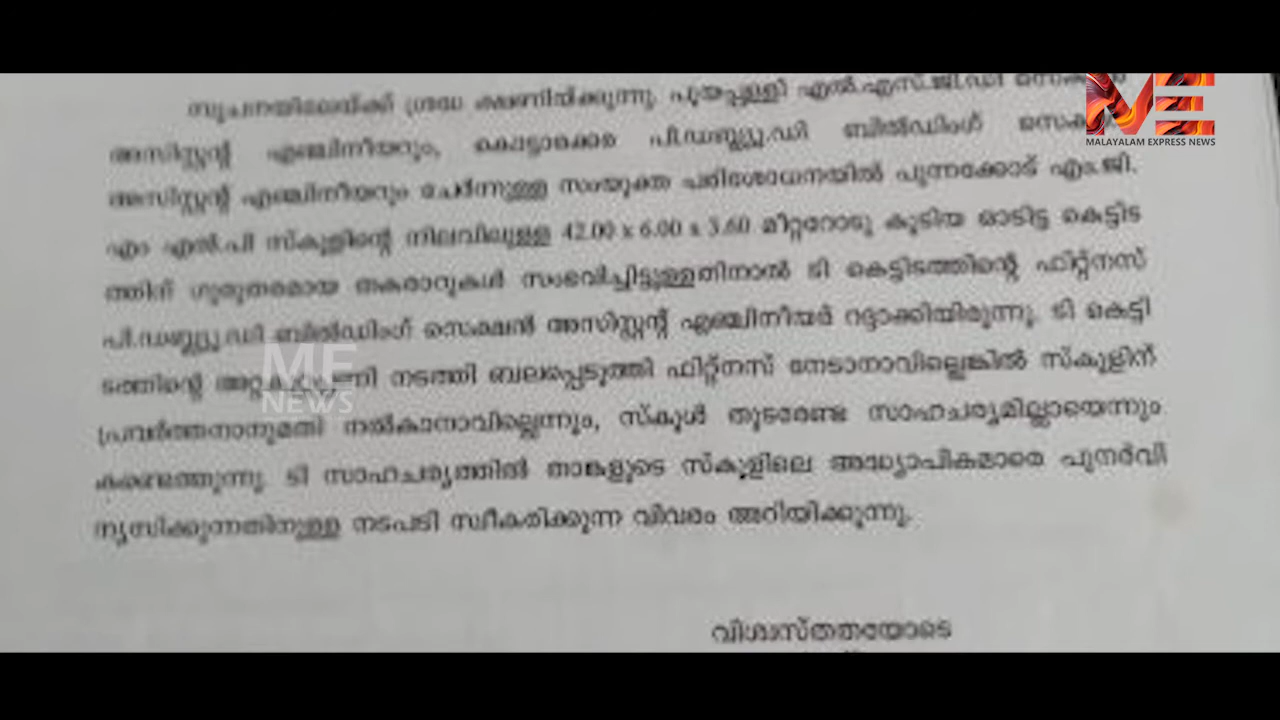 സൂചനയിലേയ്ക്ക് ശ്രദ്ധ ക്ഷണിയ്ക്കുന്നു. പൂയപ്പള്ളി എൽ.എസ്.ജി.ഡി സെക്ഷൻ
അസിസ്റ്റന്റ് എഞ്ചിനീയറും, കൊട്ടാരക്കര പി.ഡബ്ല്യൂ.ഡി ബിൽഡിംഗ്
അസിസ്റ്റന്റ് എഞ്ചിനീയറും ചേർന്നുള്ള സംയുക്ത പരിശോധനയിൽ പുന്നക്കോട് എം.ജി.
എം എൽ.പി സ്കൂളിന്റെ നിലവിലുള്ള 42.00 x 6.00 x 3.60 മീറ്ററോടു കൂടിയ ഓടിട്ട കെട്ടിട
ത്തിന് ഗുരുതരമായ തകരാറുകൾ സംഭവിച്ചിട്ടുള്ളതിനാൽ ടി കെട്ടിടത്തിന്റെ ഫിറ്റ്നസ്
പി.ഡബ്ല്യൂ.ഡി ബിൽഡിംഗ് സെക്ഷൻ അസിസ്റ്റന്റ് എഞ്ചിനീയർ റദ്ദാക്കിയിരുന്നു. ടി കെട്ടി
ടത്തിന്റെ അറ്റകുറ്റപ്പണി നടത്തി ബലപ്പെടുത്തി ഫിറ്റ്നസ് നേടാനാവില്ലെങ്കിൽ സ്കൂളിന്
പ്രവർത്തനാനുമതി നൽകാനാവില്ലെന്നും, സ്കൂൾ തുടരേണ്ട സാഹചര്യമില്ലായെന്നും
കണ്ടെത്തുന്നു. ടി സാഹചര്യത്തിൽ താങ്കളുടെ സ്കൂളിലെ അദ്ധ്യാപികമാരെ പുനർവി
ന്യസിക്കുന്നതിനുള്ള നടപടി സ്വീകരിക്കുന്ന വിവരം അറിയിക്കുന്നു.
വിശ്വസ്തതയോടെ
ME
MALAYALAM EXPRESS NEWS
ME
NEWS